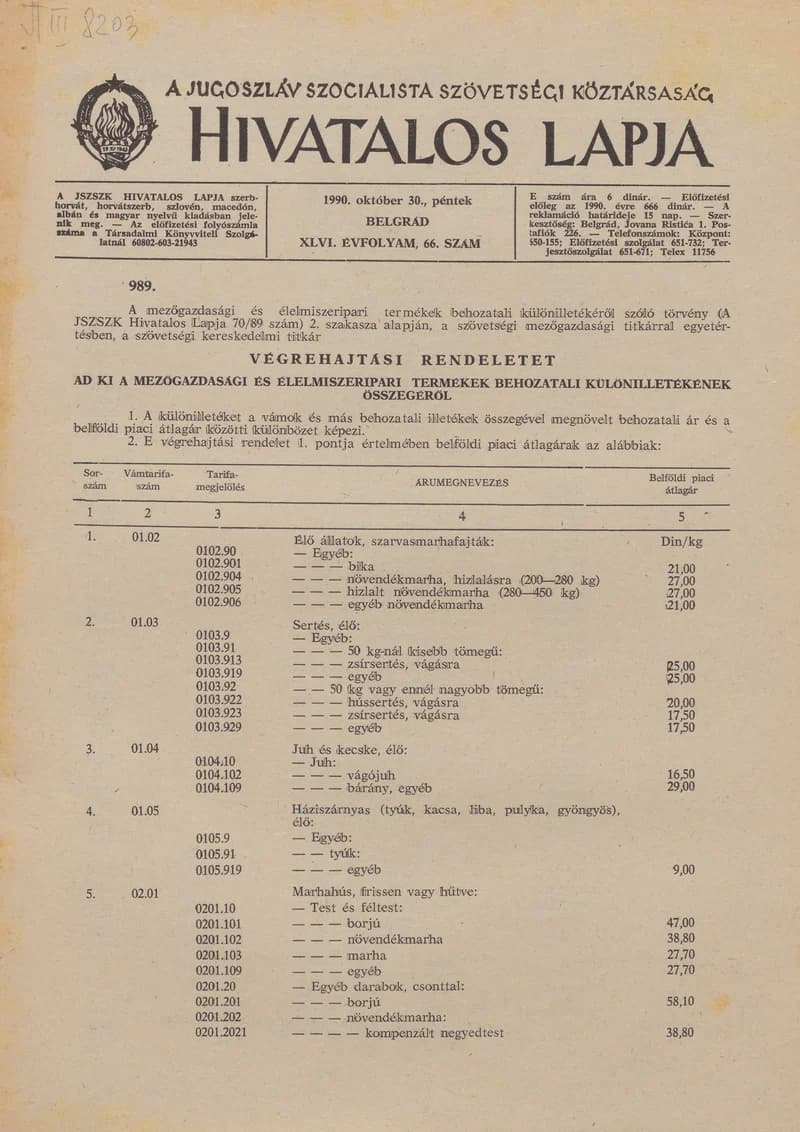 III 8203
A JUGOSZLÁV SZOCIALISTA SZÖVETSÉGI KÖZTÁRSASÁG
HIVATALOS LAPJA
A JSZSZK HIVATALOS LAPJA szerb-
horvát, horvátszerb, szlovén, macedón,
albán és magyar nyelvű kiadásban jele-
nik meg. — Az előfizetési folyószámla
száma a Társadalmi Könyvviteli Szolgá-
latnál 60802-603-21943
1990. október 30., péntek
BELGRÁD
XLVI. ÉVFOLYAM, 66. SZÁM
E szám ára 6 dinár. — Előfizetési
előleg az 1990. évre 666 dinár. — A
reklamáció határideje 15 nap. — Szer-
kesztőség: Belgrád, Jovana Ristića 1. Pos-
tafiók 226. — Telefonszámok: Központ:
650-155; Előfizetési szolgálat 651-732; Ter-
jesztőszolgálat 651-671; Telex 11756
989.
A mezőgazdasági és élelmiszeripari termékek behozatali különilletékéről szóló törvény (A
JSZSZK Hivatalos Lapja 70/89 szám) 2. szakasza alapján, a szövetségi mezőgazdasági titkárral egyetér-
tésben, a szövetségi kereskedelmi titkár
VÉGREHAJTÁSI RENDELETET
AD KI A MEZŐGAZDASÁGI ÉS ÉLELMISZERIPARI TERMÉKEK BEHOZATALI KÜLÖNILLETÉKÉNEK
ÖSSZEGÉRŐL
1. A különilletéket a vámok és más behozatali illetékek összegével megnövelt behozatali ár és a
belföldi piaci átlagár közötti különbözet képezi.
2. E végrehajtási rendelet 1. pontja értelmében belföldi piaci átlagárak az alábbiak:
Sor-
szám
Vámtarifa-
szám
Tarifa-
megjelölés
ÁRUMEGNEVEZÉS
Belföldi piaci
átlagár
1 2 3 4 5
1. 01.02 Élő állatok, szarvasmarhafajták: Din/kg
0102.90 — Egyéb:
0102.901 — — — bika 21,00
0102.904 — — — növendékmarha, hizlalásra (200—280 kg) 27,00
0102.905 — — — hizlalt növendékmarha (280—450 kg) 27,00
0102.906 — — — egyéb növendékmarha 21,00
2. 01.03 Sertés, élő:
0103.9 — Egyéb:
0103.91 — — — 50 kg-nál kisebb tömegű:
0103.913 — — — zsírsertés, vágásra 25,00
0103.919 — — — egyéb 25,00
0103.92 — — 50 kg vagy ennél nagyobb tömegű:
0103.922 — — — hússertés, vágásra 20,00
0103.923 — — — zsírsertés, vágásra 17,50
0103.929 — — — egyéb 17,50
3. 01.04 Juh és kecske, élő:
0104.10 — Juh:
0104.102 — — — vágójuh 16,50
0104.109 — — — bárány, egyéb 29,00
4. 01.05 Háziszárnyas (tyúk, kacsa, liba, pulyka, gyöngyös),
élő:
0105.9 — Egyéb:
0105.91 — — tyúk:
0105.919 — — — egyéb 9,00
5. 02.01 Marhahús, frissen vagy hűtve:
0201.10 — Test és féltest:
0201.101 — — — borjú 47,00
0201.102 — — — növendékmarha 38,80
0201.103 — — — marha 27,70
0201.109 — — — egyéb 27,70
0201.20 — Egyéb darabok, csonttal:
0201.201 — — — borjú 58,10
0201.202 — — — növendékmarha:
0201.2021 — — — — kompenzált negyedtest 38,80